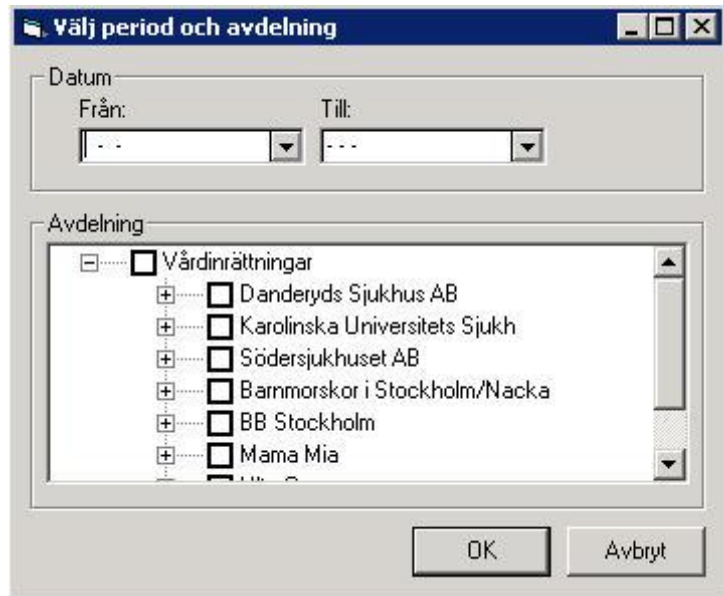 Välj period och avdelning
Datum
Från: Till:
- - - - -
Avdelning
Vårdinrättningar
Danderyds Sjukhus AB
Karolinska Universitets Sjukh
Södersjukhuset AB
Barnmorskor i Stockholm/Nacka
BB Stockholm
Mama Mia
OK Avbryt